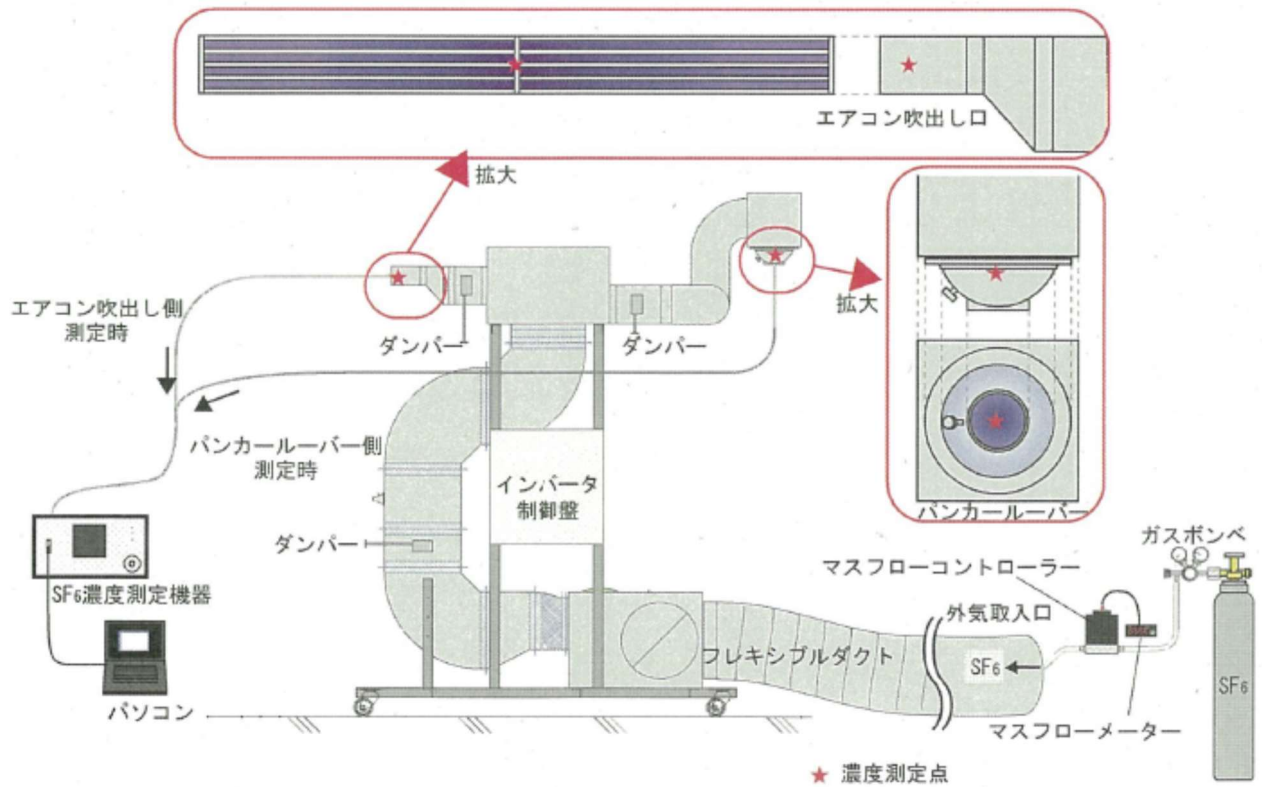 エアコン吹出し口
拡大
拡大
エアコン吹出し側
測定時
ダンパー
ダンパー
パンカールーバー側
測定時
インバータ
制御盤
パンカールーバー
ダンパー
ガスボンベ
マスフローコントローラー
SF6濃度測定機器
外気取入口
フレキシブルダクト
SF6
SF6
パソコン
マスフローメーター
★ 濃度測定点